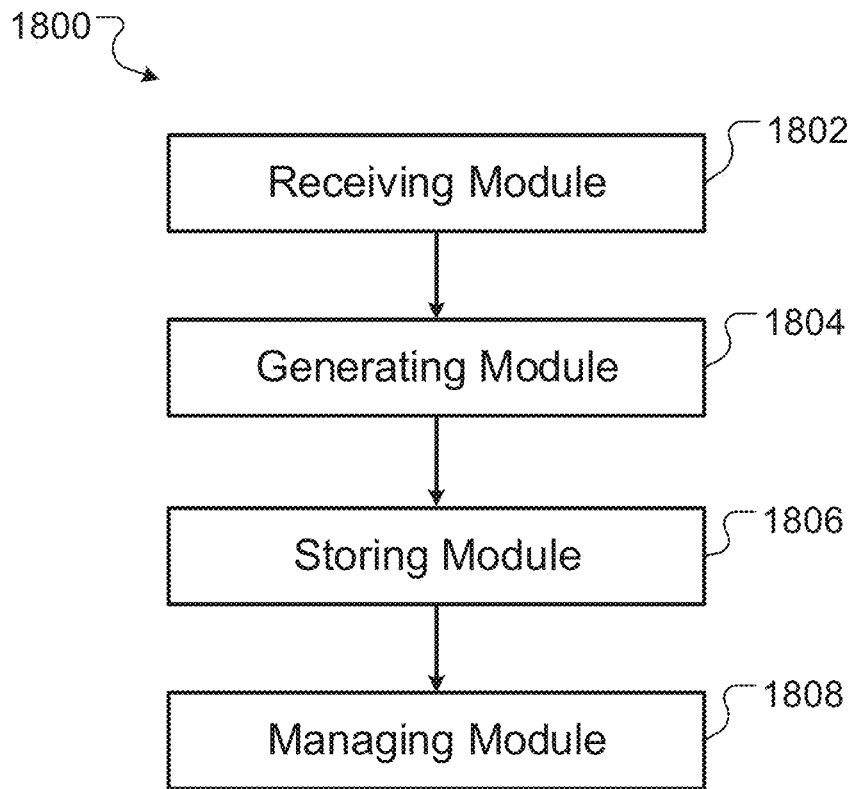 1800
1802
Receiving Module
1804
Generating Module
1806
Storing Module
1808
Managing Module